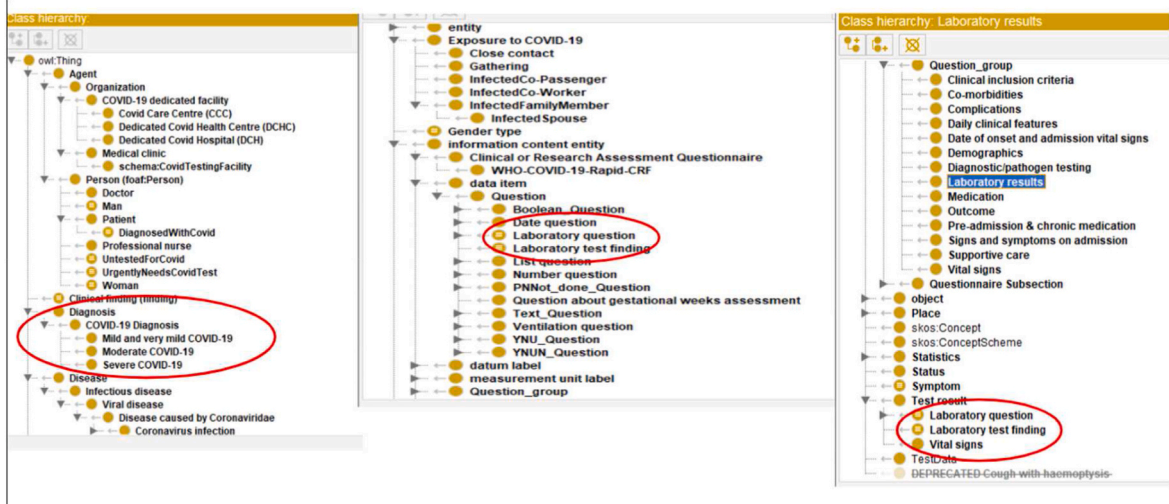 Class hierarchy:
owl:Thing
Agent
Organization
COVID-19 dedicated facility
Covid Care Centre (CCC)
Dedicated Covid Health Centre (DCHC)
Dedicated Covid Hospital (DCH)
Medical clinic
schema:CovidTestingFacility
Person (foaf:Person)
Doctor
Man
Patient
DiagnosedWithCovid
Professional nurse
UntestedForCovid
UrgentlyNeedsCovidTest
Woman
Clinical finding (finding)
Diagnosis
COVID-19 Diagnosis
Mild and very mild COVID-19
Moderate COVID-19
Severe COVID-19
Disease
Infectious disease
Viral disease
Disease caused by Coronaviridae
Coronavirus infection
entity
Exposure to COVID-19
Close contact
Gathering
InfectedCo-Passenger
InfectedCo-Worker
InfectedFamilyMember
InfectedSpouse
Gender type
information content entity
Clinical or Research Assessment Questionnaire
WHO-COVID-19-Rapid-CRF
data item
Question
Boolean_Question
Date question
Laboratory question
Laboratory test finding
List question
Number question
PNNot_done_Question
Question about gestational weeks assessment
Text_Question
Ventilation question
YNU_Question
YNUN_Question
datum label
measurement unit label
Question_group
Class hierarchy: Laboratory results
Question_group
Clinical inclusion criteria
Co-morbidities
Complications
Daily clinical features
Date of onset and admission vital signs
Demographics
Diagnostic/pathogen testing
Laboratory results
Medication
Outcome
Pre-admission & chronic medication
Signs and symptoms on admission
Supportive care
Vital signs
Questionnaire Subsection
object
Place
skos:Concept
skos:ConceptScheme
Statistics
Status
Symptom
Test result
Laboratory question
Laboratory test finding
Vital signs
TestData
DEPRECATED Cough with haemoptysis